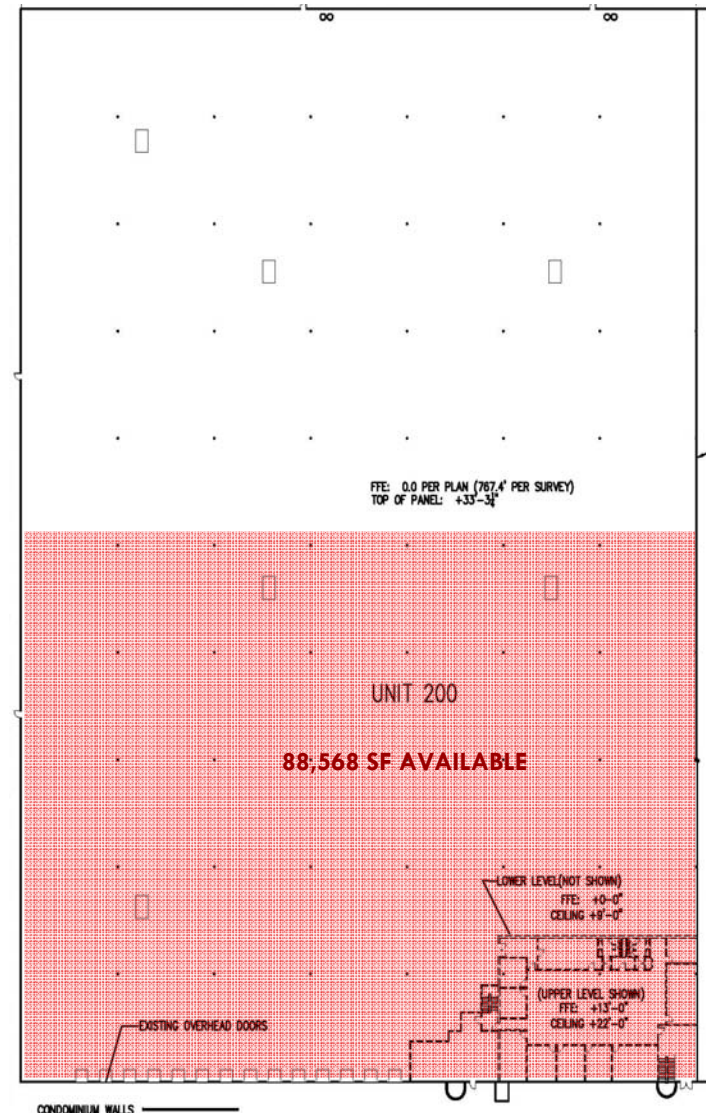 FFE: 0.0 PER PLAN (767.4' PER SURVEY)
TOP OF PANEL: +33'-3¼"
UNIT 200
88,568 SF AVAILABLE
LOWER LEVEL(NOT SHOWN)
FFE: +0-0"
CEILING +9'-0"
(UPPER LEVEL SHOWN)
FFE: +13'-0"
CEILING +22'-0"
EXISTING OVERHEAD DOORS
CONDOMINIUM WALLS